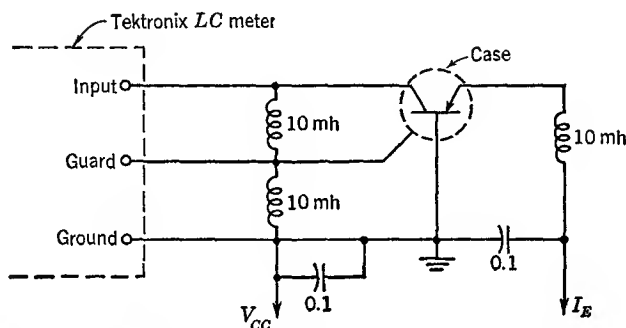 Tektronix LC meter
Case
Input
10 mh
10 mh
Guard
10 mh
Ground
0.1
0.1
V_CC
I_E